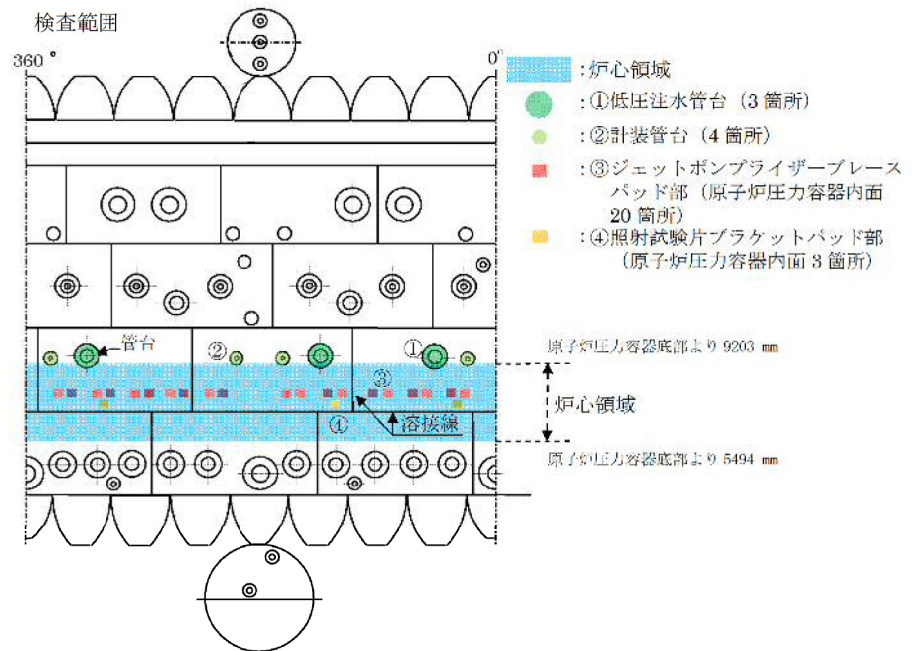 検査範囲
360 °
0°
:炉心領域
:①低圧注水管台（3 箇所）
:②計装管台（4 箇所）
:③ジェットポンプライザーブレース
パッド部（原子炉圧力容器内面
20 箇所）
:④照射試験片ブラケットパッド部
（原子炉圧力容器内面 3 箇所）
管台
②
①
原子炉圧力容器底部より 9203 mm
③
炉心領域
④
溶接線
原子炉圧力容器底部より 5494 mm